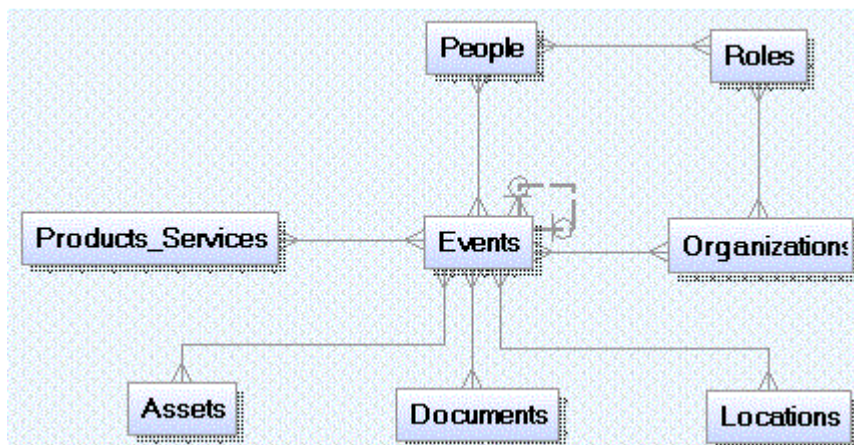 People
Roles
Products_Services
Events
Organizations
Assets
Documents
Locations